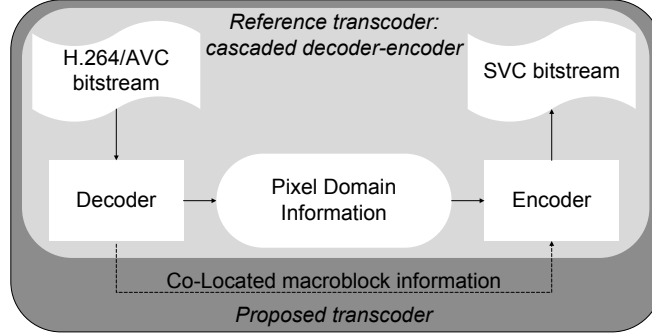 Reference transcoder:
cascaded decoder-encoder
H.264/AVC
bitstream
SVC bitstream
Decoder
Pixel Domain
Information
Encoder
Co-Located macroblock information
Proposed transcoder